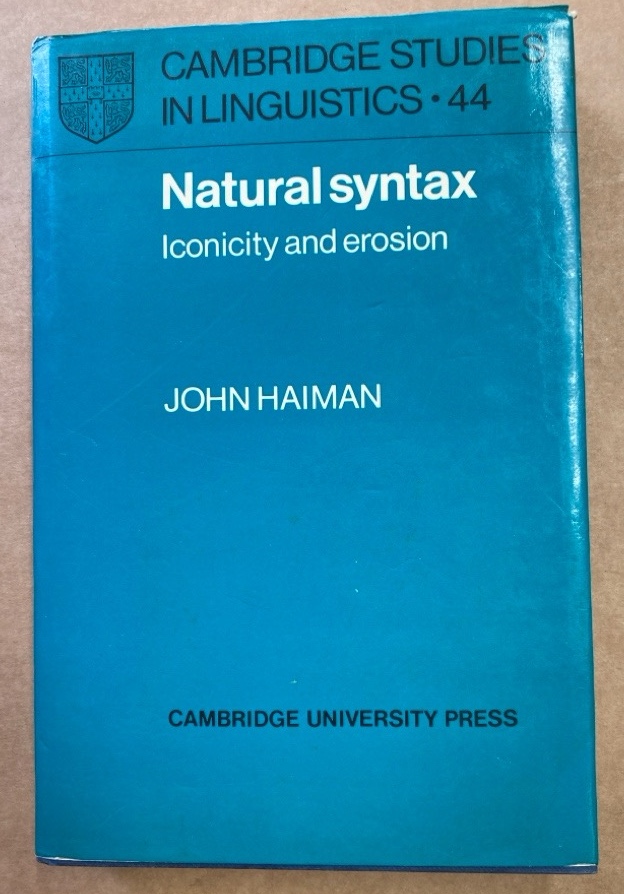 CAMBRIDGE STUDIES
IN LINGUISTICS · 44
Natural syntax
Iconicity and erosion
JOHN HAIMAN
CAMBRIDGE UNIVERSITY PRESS